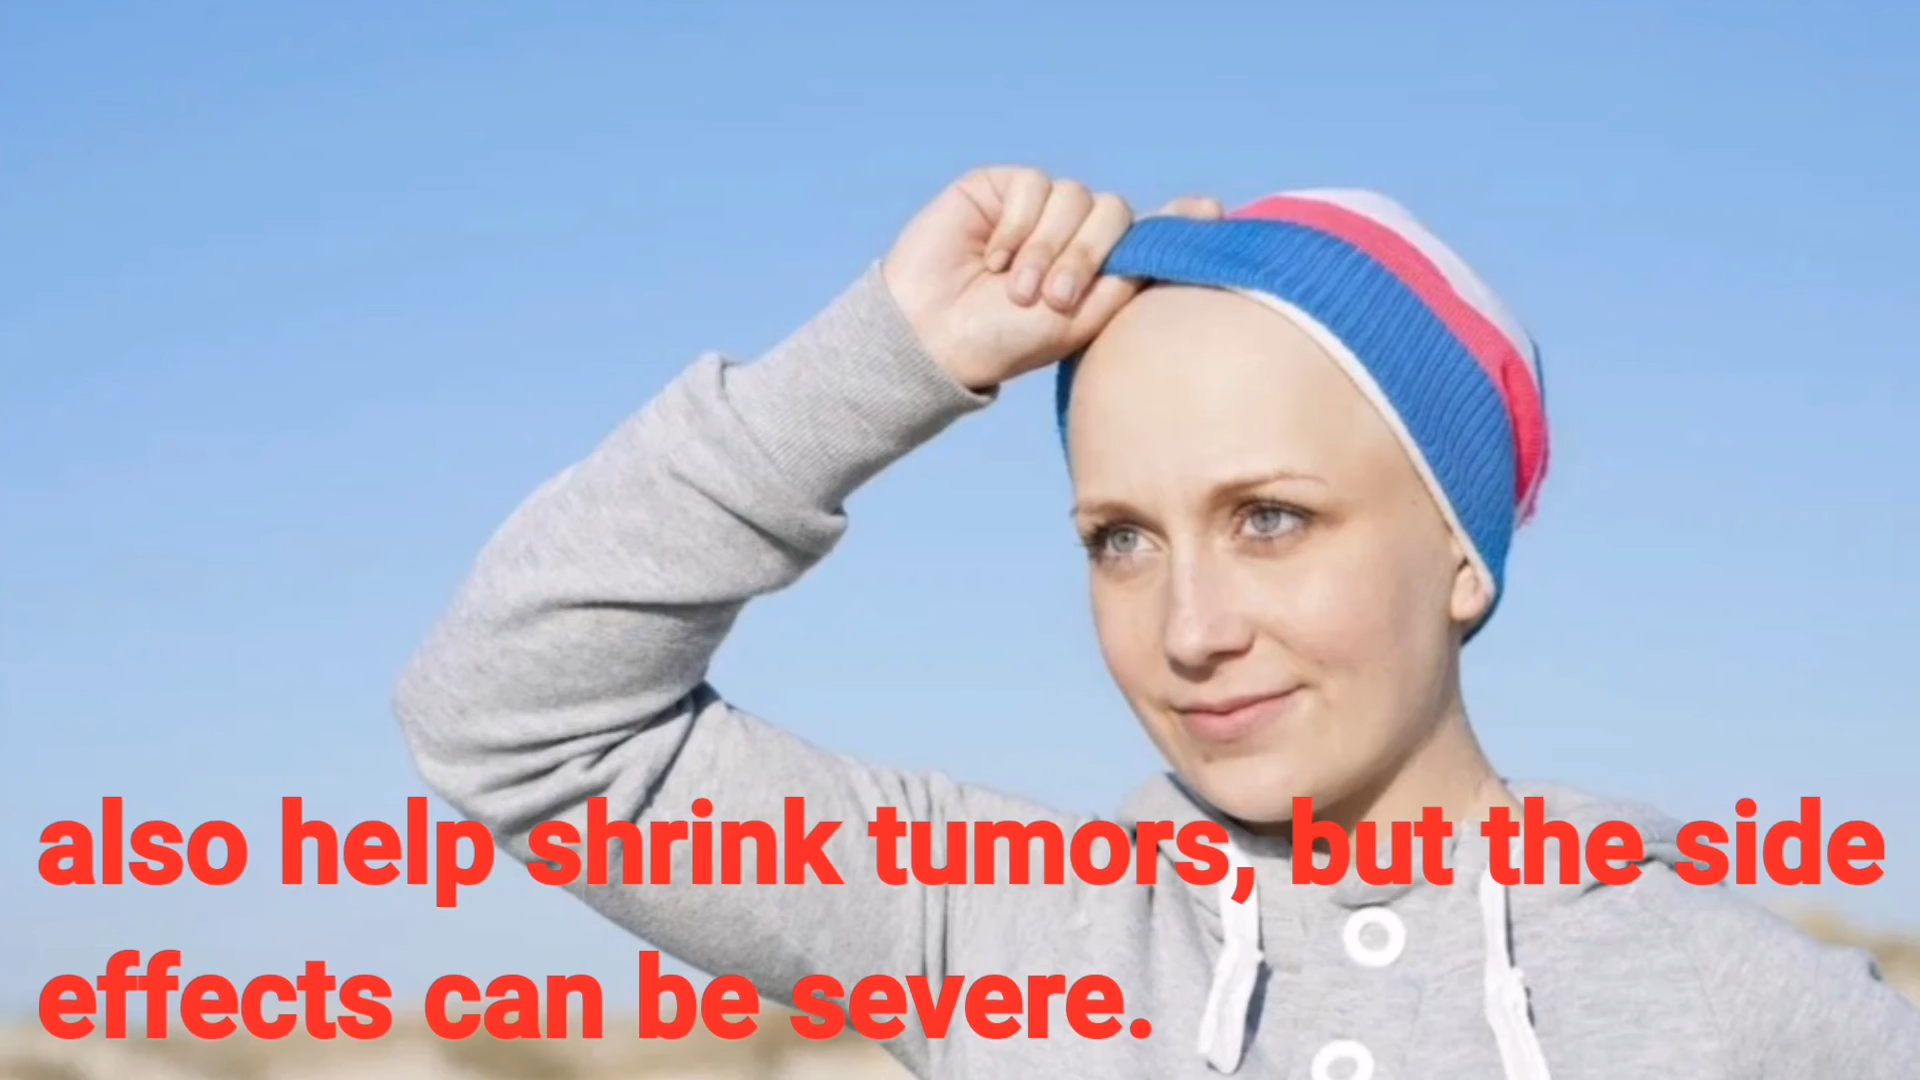 also help shrink tumors, but the side
effects can be severe.